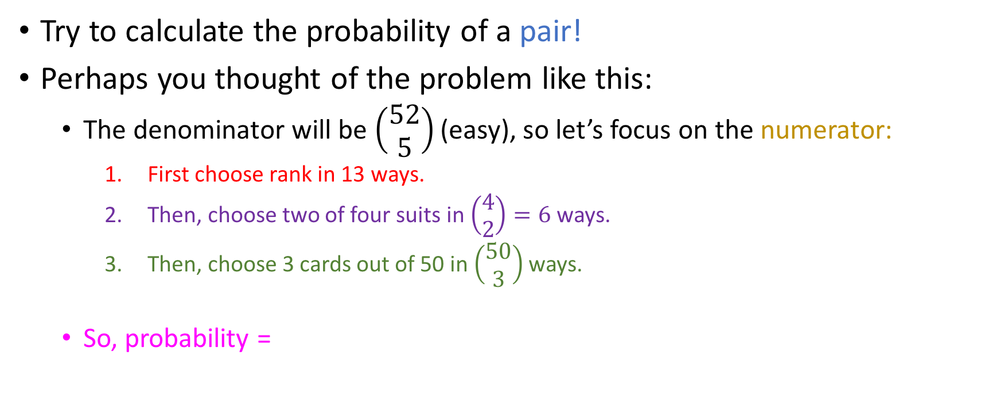 • Try to calculate the probability of a pair!
• Perhaps you thought of the problem like this:
• The denominator will be $\binom{52}{5}$ (easy), so let's focus on the numerator:
1. First choose rank in 13 ways.
2. Then, choose two of four suits in $\binom{4}{2} = 6$ ways.
3. Then, choose 3 cards out of 50 in $\binom{50}{3}$ ways.
• So, probability =